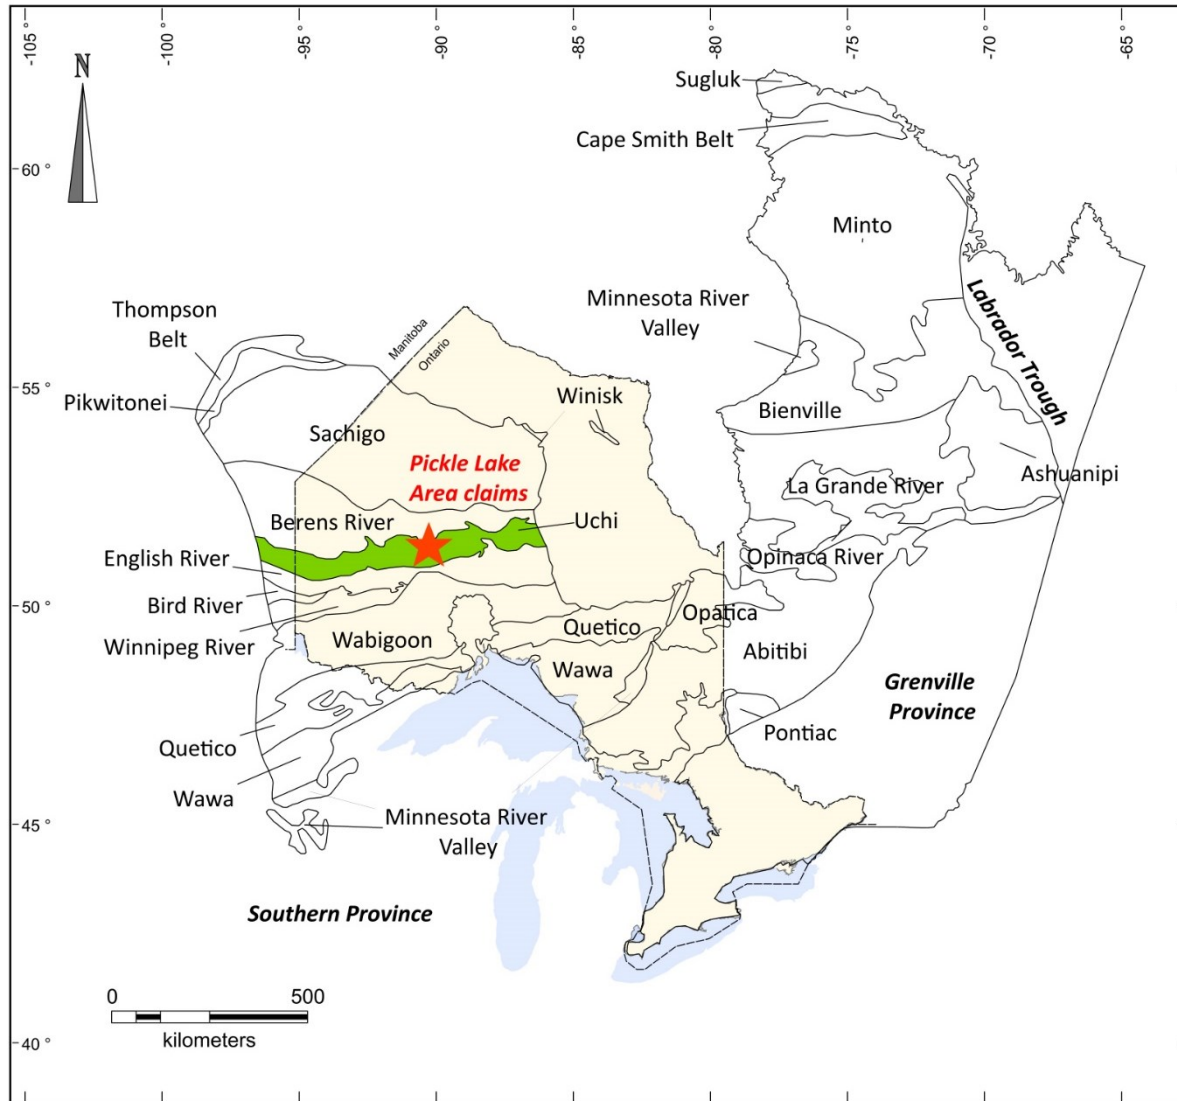 -105°
-100°
-95°
-90°
-85°
-80°
-75°
-70°
-65°
N
60 °
55 °
50 °
45 °
40 °
Sugluk
Cape Smith Belt
Minto
Minnesota River
Valley
Labrador Trough
Thompson
Belt
Manitoba
Ontario
Pikwitonei
Winisk
Bienville
Sachigo
Pickle Lake
Area claims
Ashuanipi
La Grande River
Berens River
Uchi
English River
Opinaca River
Bird River
Winnipeg River
Wabigoon
Quetico
Opatica
Abitibi
Wawa
Grenville
Province
Pontiac
Quetico
Wawa
Minnesota River
Valley
Southern Province
0
500
kilometers